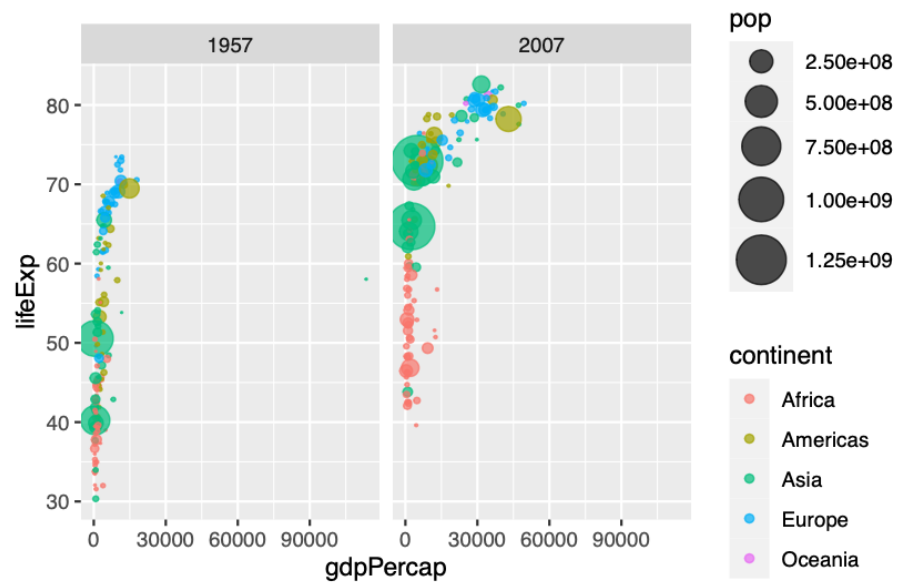 1957 2007
lifeExp
80
70
60
50
40
30
0 30000 60000 90000 0 30000 60000 90000
gdpPercap
pop
2.50e+08
5.00e+08
7.50e+08
1.00e+09
1.25e+09
continent
Africa
Americas
Asia
Europe
Oceania